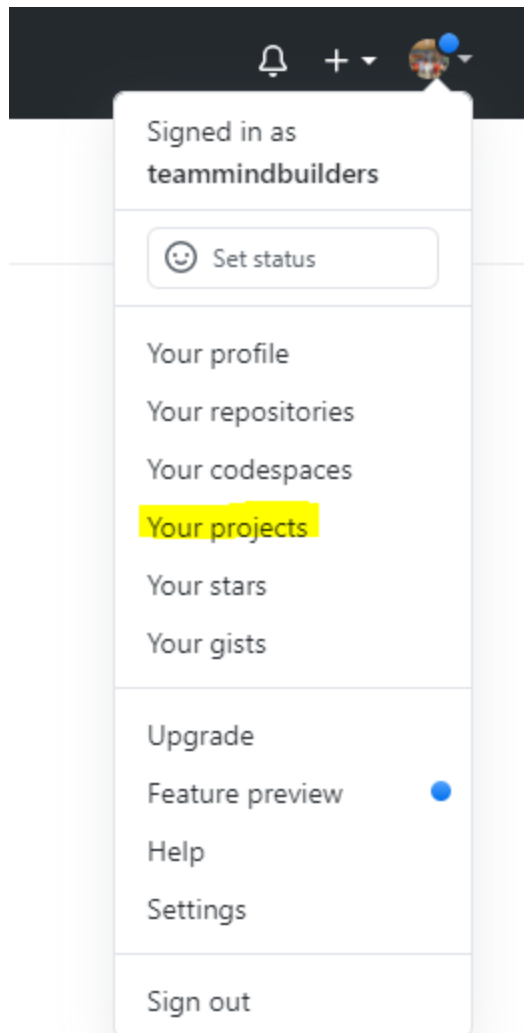 Signed in as
teammindbuilders
Set status
Your profile
Your repositories
Your codespaces
Your projects
Your stars
Your gists
Upgrade
Feature preview
Help
Settings
Sign out